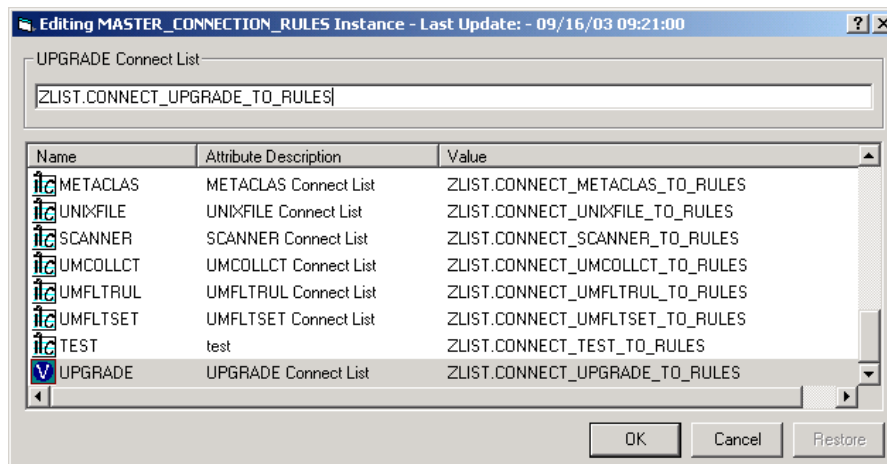 Editing MASTER_CONNECTION_RULES Instance - Last Update: - 09/16/03 09:21:00
UPGRADE Connect List
ZLIST.CONNECT_UPGRADE_TO_RULES
Name Attribute Description Value
METACLAS METACLAS Connect List ZLIST.CONNECT_METACLAS_TO_RULES
UNIXFILE UNIXFILE Connect List ZLIST.CONNECT_UNIXFILE_TO_RULES
SCANNER SCANNER Connect List ZLIST.CONNECT_SCANNER_TO_RULES
UMCOLLCT UMCOLLCT Connect List ZLIST.CONNECT_UMCOLLCT_TO_RULES
UMFLTRUL UMFLTRUL Connect List ZLIST.CONNECT_UMFLTRUL_TO_RULES
UMFLTSET UMFLTSET Connect List ZLIST.CONNECT_UMFLTSET_TO_RULES
TEST test ZLIST.CONNECT_TEST_TO_RULES
V UPGRADE UPGRADE Connect List ZLIST.CONNECT_UPGRADE_TO_RULES
OK Cancel Restore